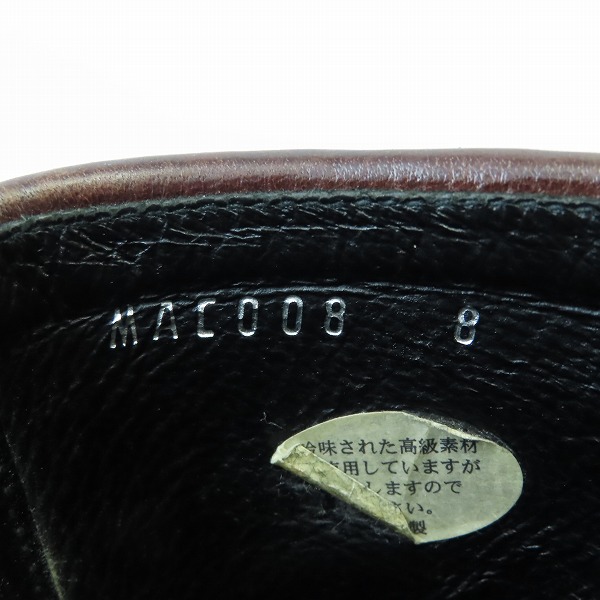 MAC008 8
味された高級素材
用していますが
しますので
さい。
製